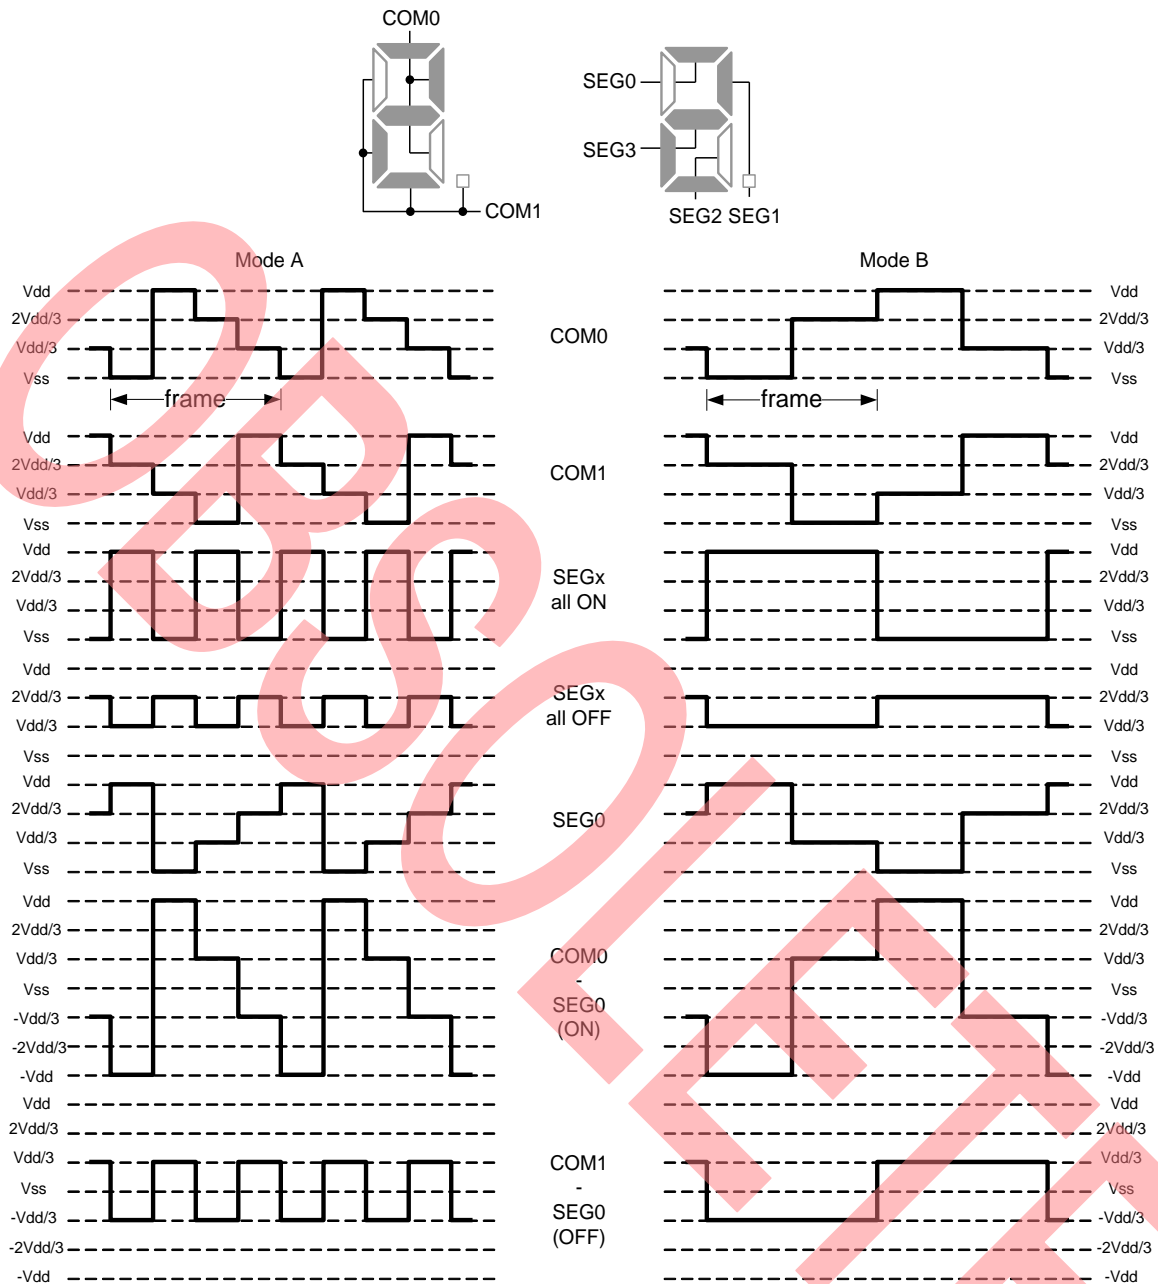 COM0
SEG0
SEG3
COM1
SEG2 SEG1
Mode A
Mode B
Vdd
2Vdd/3
Vdd/3
Vss
frame
COM0
Vdd
2Vdd/3
Vdd/3
Vss
frame
Vdd
2Vdd/3
Vdd/3
Vss
COM1
Vdd
2Vdd/3
Vdd/3
Vss
Vdd
2Vdd/3
Vdd/3
Vss
SEGx
all ON
Vdd
2Vdd/3
Vdd/3
Vss
Vdd
2Vdd/3
Vdd/3
Vss
SEGx
all OFF
Vdd
2Vdd/3
Vdd/3
Vss
Vdd
2Vdd/3
Vdd/3
Vss
SEG0
Vdd
2Vdd/3
Vdd/3
Vss
Vdd
2Vdd/3
Vdd/3
Vss
-Vdd/3
-2Vdd/3
-Vdd
COM0
-
SEG0
(ON)
Vdd
2Vdd/3
Vdd/3
Vss
-Vdd/3
-2Vdd/3
-Vdd
Vdd
2Vdd/3
Vdd/3
Vss
-Vdd/3
-2Vdd/3
-Vdd
COM1
-
SEG0
(OFF)
Vdd
2Vdd/3
Vdd/3
Vss
-Vdd/3
-2Vdd/3
-Vdd
OBSOLETE